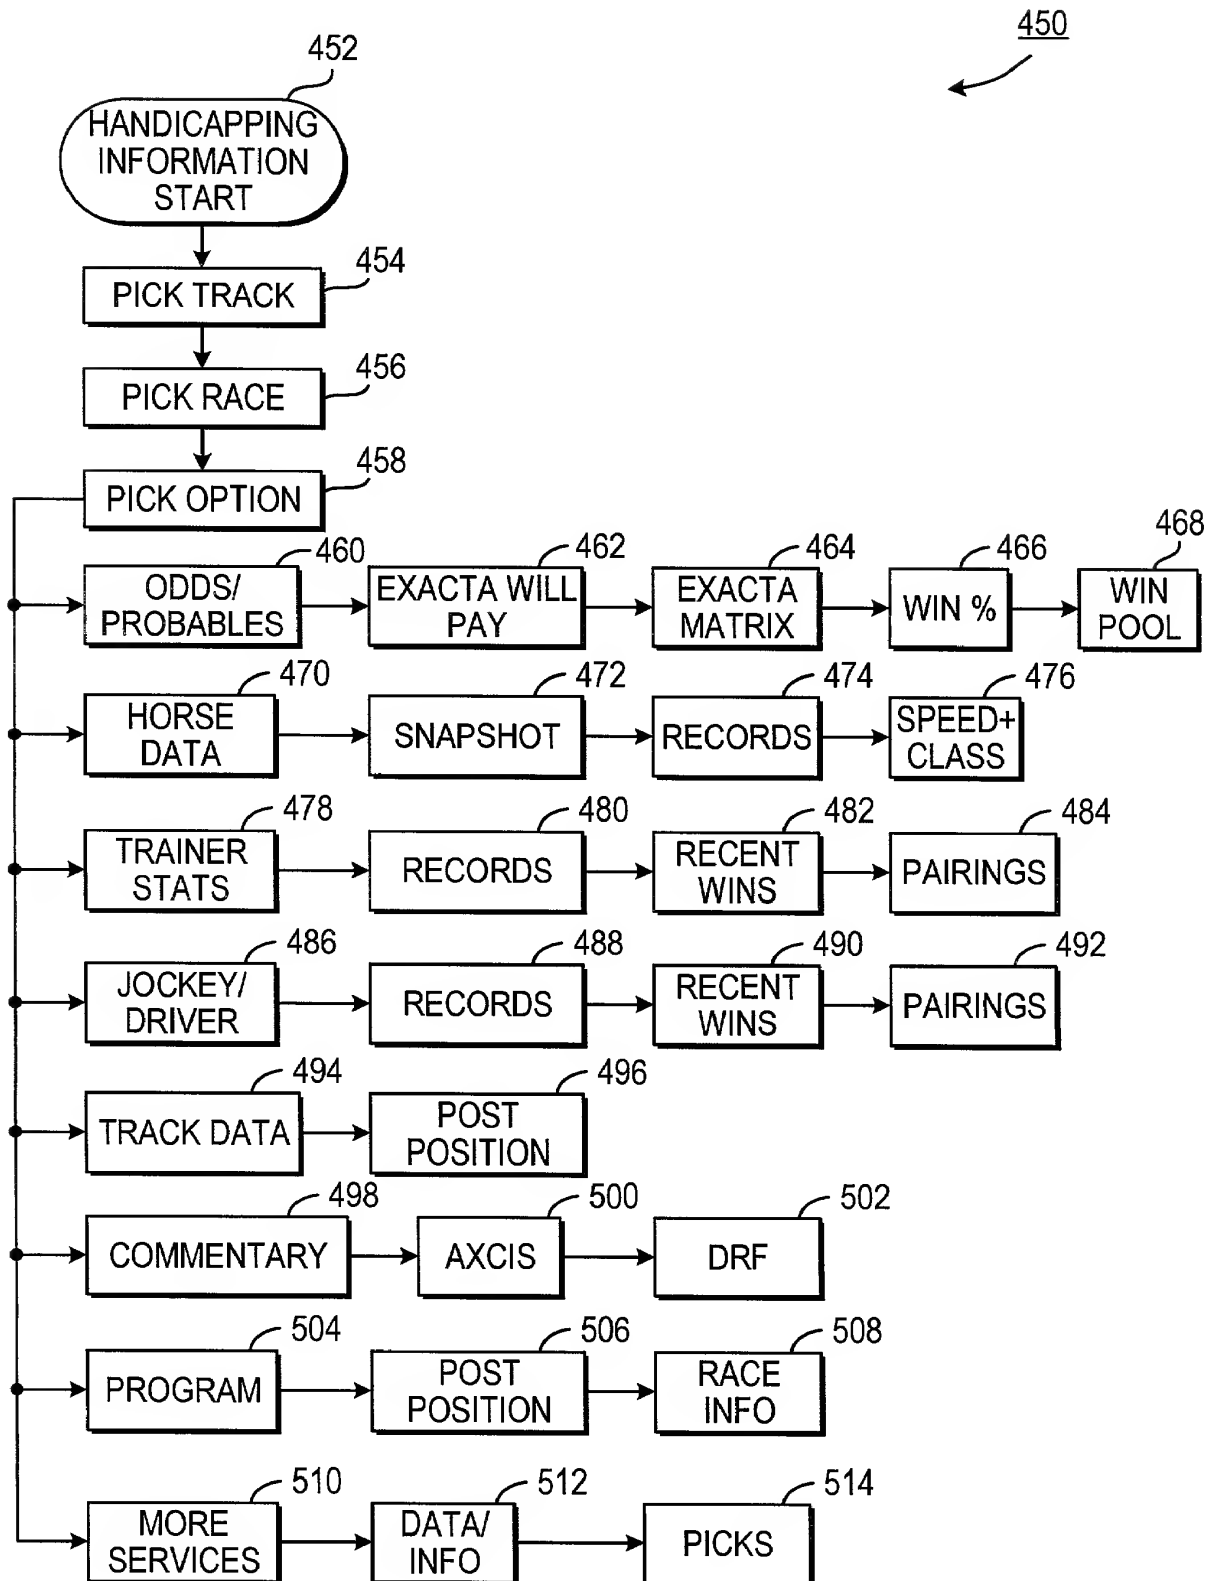 450
452
HANDICAPPING
INFORMATION
START
454
PICK TRACK
456
PICK RACE
458
PICK OPTION
460
ODDS/
PROBABLES
462
EXACTA WILL
PAY
464
EXACTA
MATRIX
466
WIN %
468
WIN
POOL
470
HORSE
DATA
472
SNAPSHOT
474
RECORDS
476
SPEED+
CLASS
478
TRAINER
STATS
480
RECORDS
482
RECENT
WINS
484
PAIRINGS
486
JOCKEY/
DRIVER
488
RECORDS
490
RECENT
WINS
492
PAIRINGS
494
TRACK DATA
496
POST
POSITION
498
COMMENTARY
500
AXCIS
502
DRF
504
PROGRAM
506
POST
POSITION
508
RACE
INFO
510
MORE
SERVICES
512
DATA/
INFO
514
PICKS